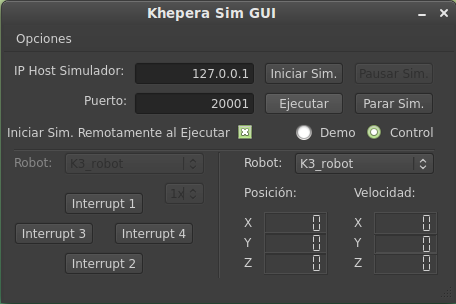 Khepera Sim GUI
Opciones
IP Host Simulador: 127.0.0.1 Iniciar Sim. Pausar Sim.
Puerto: 20001 Ejecutar Parar Sim.
Iniciar Sim. Remotamente al Ejecutar Demo Control
Robot: K3_robot Robot: K3_robot
1x
Interrupt 1 Posición: Velocidad:
Interrupt 3 Interrupt 4 X 0 X 0
Y 0 Y 0
Interrupt 2 Z 0 Z 0